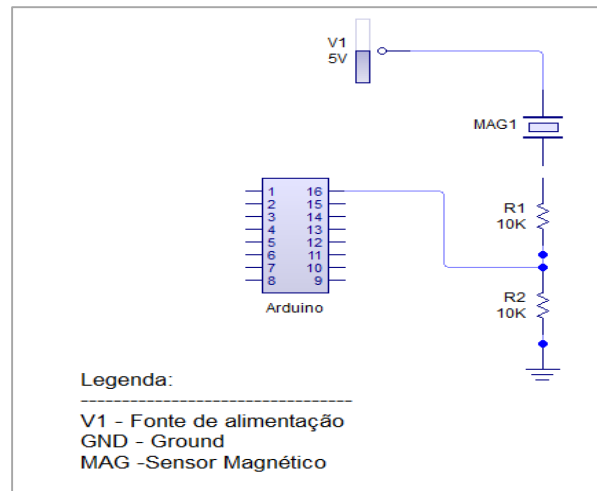 V1
5V
MAG1
1 16
2 15
3 14
4 13
5 12
6 11
7 10
8 9
Arduino
R1
10K
R2
10K
Legenda:
----------------------------------
V1 - Fonte de alimentação
GND - Ground
MAG -Sensor Magnético